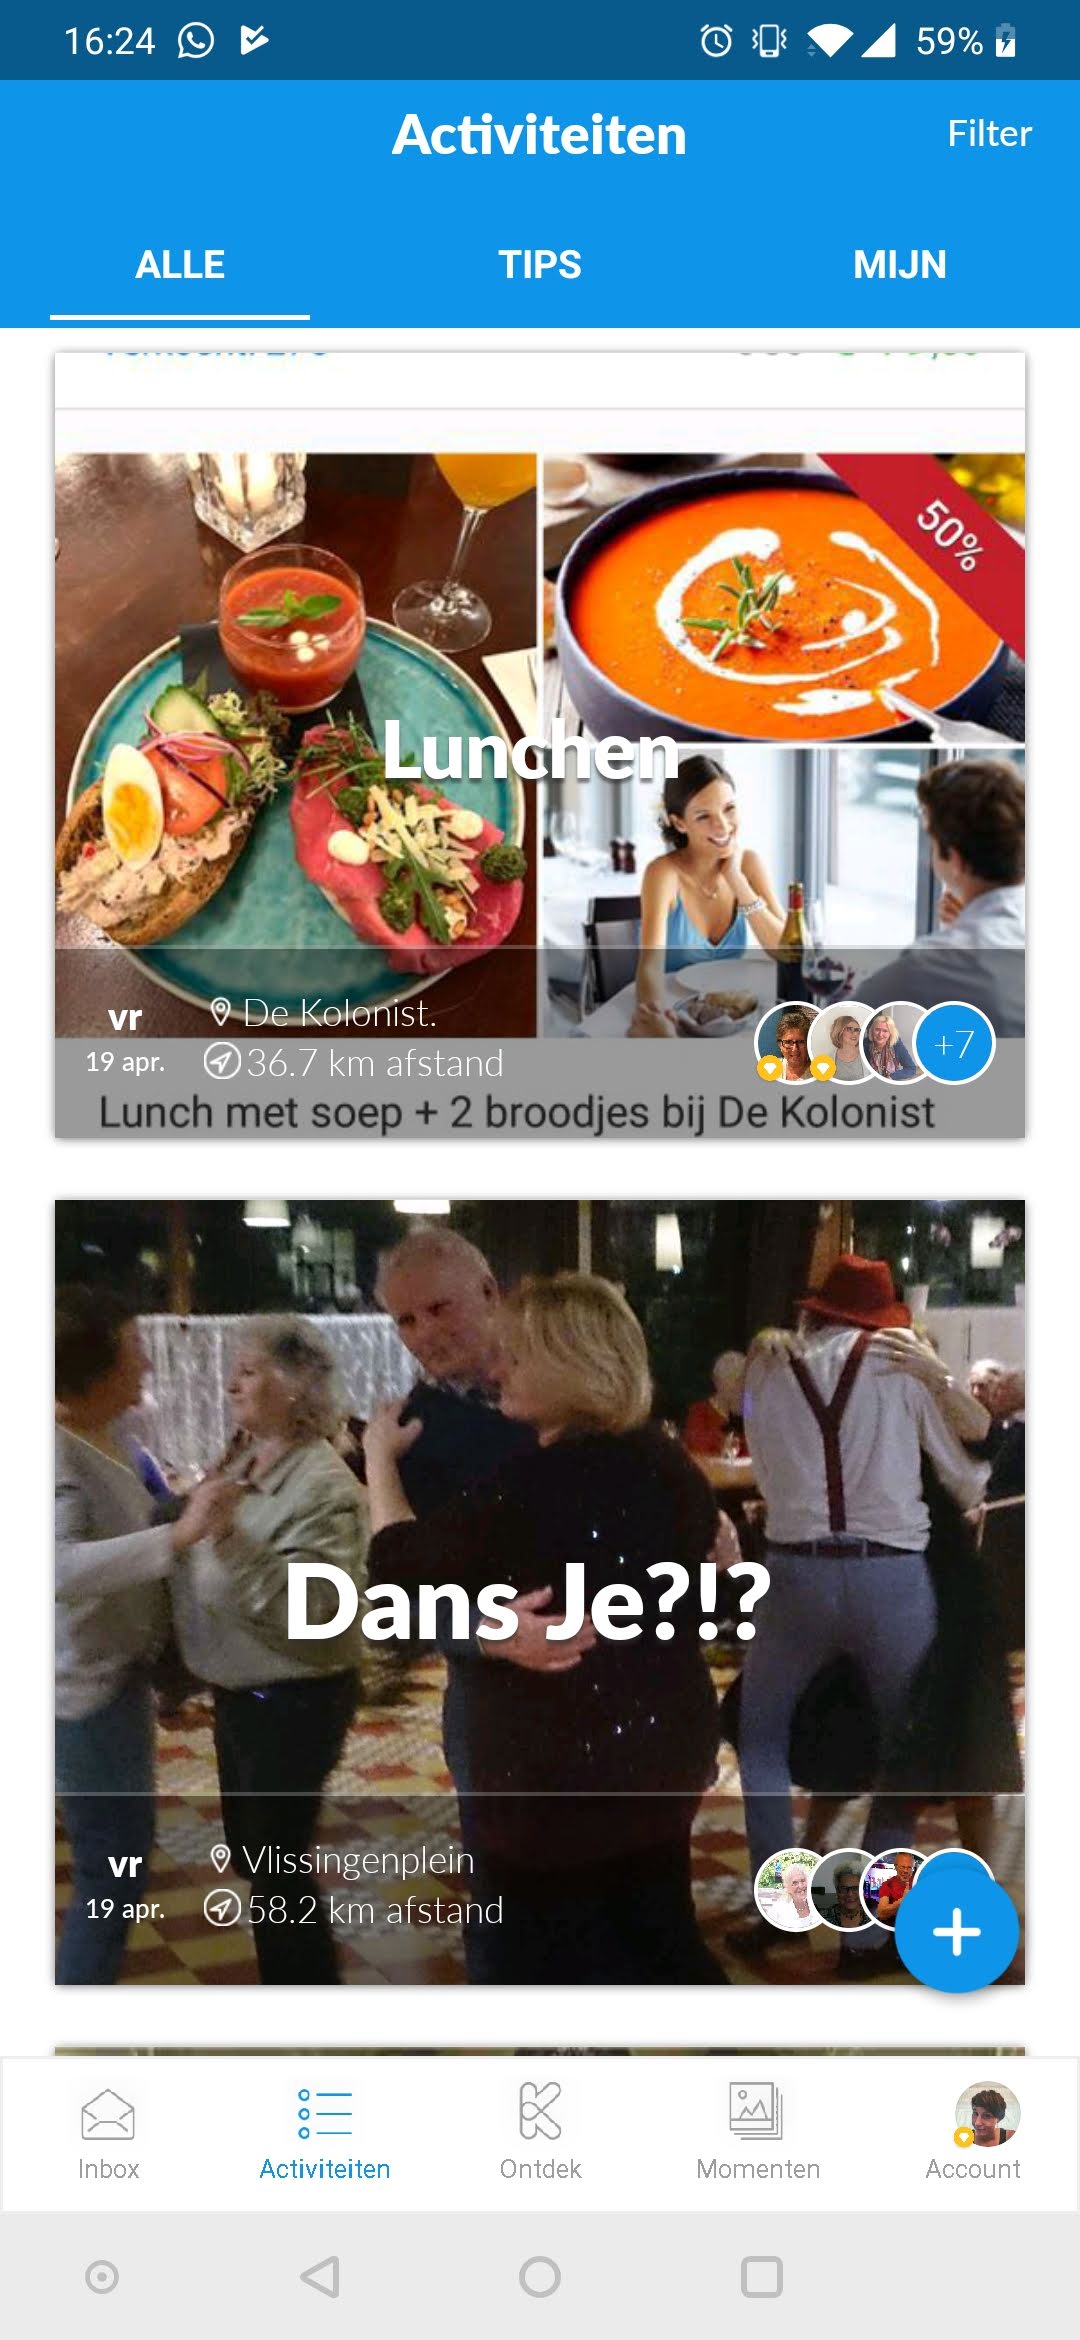 16:24
59%
Activiteiten
Filter
ALLE
TIPS
MIJN
50%
Lunchen
vr
19 apr.
De Kolonist.
36.7 km afstand
+7
Lunch met soep + 2 broodjes bij De Kolonist
Dans Je?!?
vr
19 apr.
Vlissingenplein
58.2 km afstand
+
Inbox
Activiteiten
Ontdek
Momenten
Account